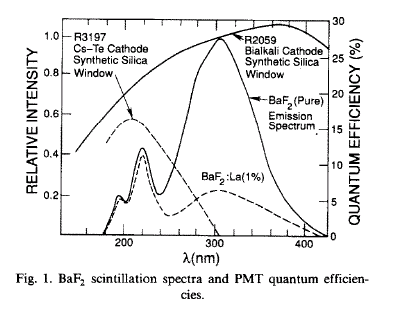 30
1.0
R3197
Cs-Te Cathode
Synthetic Silica
Window
R2059
Bialkali Cathode
Synthetic Silica
Window
25
0.8
20
BaF2 (Pure)
Emission
Spectrum
0.6
15
0.4
BaF2:La(1%)
10
0.2
5
0
200
300
400
λ(nm)
RELATIVE INTENSITY
QUANTUM EFFICIENCY (%)
Fig. 1. BaF2 scintillation spectra and PMT quantum efficien-
cies.